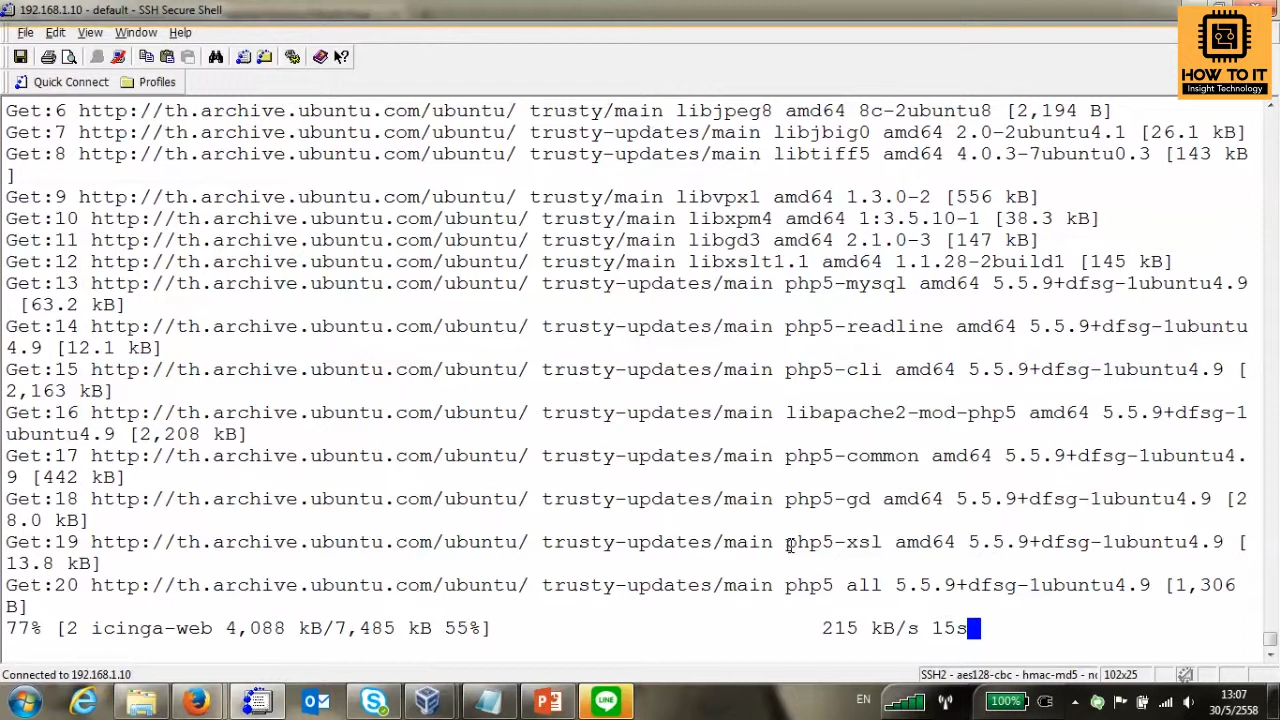 192.168.1.10 - default - SSH Secure Shell
File Edit View Window Help
Quick Connect Profiles
HOW TO IT
Insight Technology
Get:6 http://th.archive.ubuntu.com/ubuntu/ trusty/main libjpeg8 amd64 8c-2ubuntu8 [2,194 B]
Get:7 http://th.archive.ubuntu.com/ubuntu/ trusty-updates/main libjbig0 amd64 2.0-2ubuntu4.1 [26.1 kB]
Get:8 http://th.archive.ubuntu.com/ubuntu/ trusty-updates/main libtiff5 amd64 4.0.3-7ubuntu0.3 [143 kB
]
Get:9 http://th.archive.ubuntu.com/ubuntu/ trusty/main libvpx1 amd64 1.3.0-2 [556 kB]
Get:10 http://th.archive.ubuntu.com/ubuntu/ trusty/main libxpm4 amd64 1:3.5.10-1 [38.3 kB]
Get:11 http://th.archive.ubuntu.com/ubuntu/ trusty/main libgd3 amd64 2.1.0-3 [147 kB]
Get:12 http://th.archive.ubuntu.com/ubuntu/ trusty/main libxslt1.1 amd64 1.1.28-2build1 [145 kB]
Get:13 http://th.archive.ubuntu.com/ubuntu/ trusty-updates/main php5-mysql amd64 5.5.9+dfsg-1ubuntu4.9
[63.2 kB]
Get:14 http://th.archive.ubuntu.com/ubuntu/ trusty-updates/main php5-readline amd64 5.5.9+dfsg-1ubuntu
4.9 [12.1 kB]
Get:15 http://th.archive.ubuntu.com/ubuntu/ trusty-updates/main php5-cli amd64 5.5.9+dfsg-1ubuntu4.9 [
2,163 kB]
Get:16 http://th.archive.ubuntu.com/ubuntu/ trusty-updates/main libapache2-mod-php5 amd64 5.5.9+dfsg-1
ubuntu4.9 [2,208 kB]
Get:17 http://th.archive.ubuntu.com/ubuntu/ trusty-updates/main php5-common amd64 5.5.9+dfsg-1ubuntu4.
9 [442 kB]
Get:18 http://th.archive.ubuntu.com/ubuntu/ trusty-updates/main php5-gd amd64 5.5.9+dfsg-1ubuntu4.9 [2
8.0 kB]
Get:19 http://th.archive.ubuntu.com/ubuntu/ trusty-updates/main php5-xsl amd64 5.5.9+dfsg-1ubuntu4.9 [
13.8 kB]
Get:20 http://th.archive.ubuntu.com/ubuntu/ trusty-updates/main php5 all 5.5.9+dfsg-1ubuntu4.9 [1,306
B]
77% [2 icinga-web 4,088 kB/7,485 kB 55%] 215 kB/s 15s
Connected to 192.168.1.10 SSH2 - aes128-cbc - hmac-md5 - 102x25
EN 100% 13:07
30/5/2558
LINE